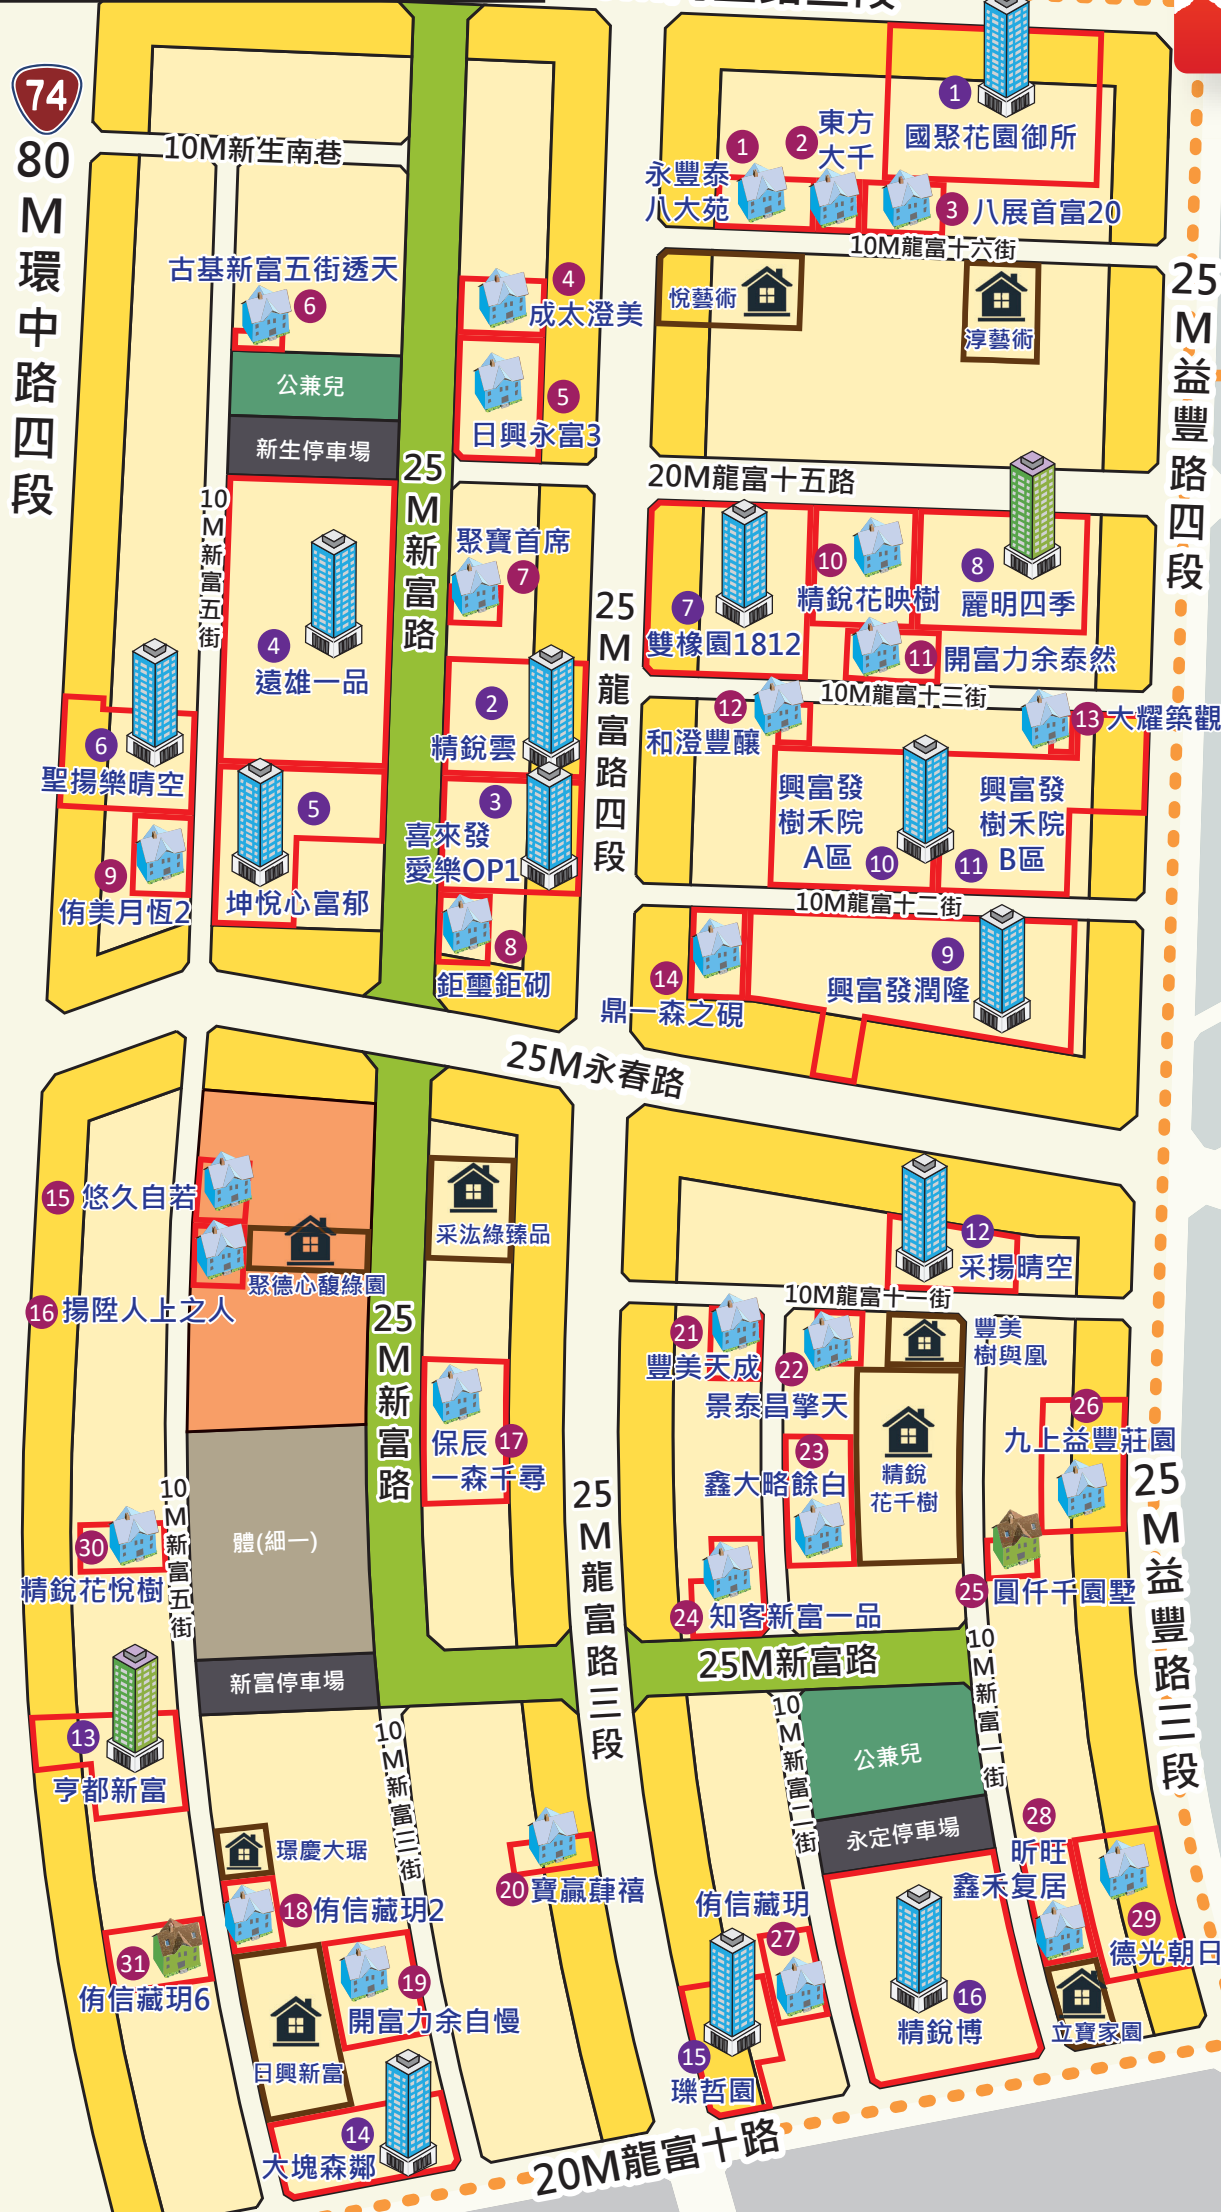 74
80M環中路四段
10M新生南巷
1
國聚花園御所
1
永豐泰
八大苑
2
東方
大千
3
八展首富20
10M龍富十六街
25M益豐路四段
古基新富五街透天
6
4
成太澄美
悅藝術
淳藝術
公兼兒
5
日興永富3
新生停車場
25M新富路
20M龍富十五路
10M新富五街
聚寶首席
7
10
精銳花映樹
8
麗明四季
7
雙橡園1812
25M龍富路四段
4
遠雄一品
11
開富力余泰然
10M龍富十三街
2
精銳雲
12
和澄豐釀
13
大耀築觀
6
聖揚樂晴空
5
坤悅心富郁
3
喜來發
愛樂OP1
興富發
樹禾院
A區
10
興富發
樹禾院
B區
11
9
侑美月恆2
10M龍富十二街
8
鉅璽鉅砌
14
鼎一森之硯
9
興富發潤隆
25M永春路
15
悠久自若
采汯綠臻品
12
采揚晴空
聚德心馥綠園
16
揚陞人上之人
10M龍富十一街
25M新富路
21
豐美天成
22
景泰昌擎天
豐美
樹與凰
26
九上益豐莊園
保辰
17
一森千尋
23
鑫大略餘白
精銳
花千樹
25M龍富路三段
25M益豐路三段
10M新富五街
體(細一)
30
精銳花悅樹
25
圓仟千園墅
24
知客新富一品
25M新富路
10M新富一街
新富停車場
10M新富三街
10M新富二街
13
亨都新富
公兼兒
永定停車場
璟慶大琚
28
昕旺
鑫禾复居
20
寶贏肆禧
18
侑信藏玥2
侑信藏玥
27
29
德光朝日
31
侑信藏玥6
19
開富力余自慢
16
精銳博
立寶家園
日興新富
15
瓅哲園
14
大塊森鄰
20M龍富十路